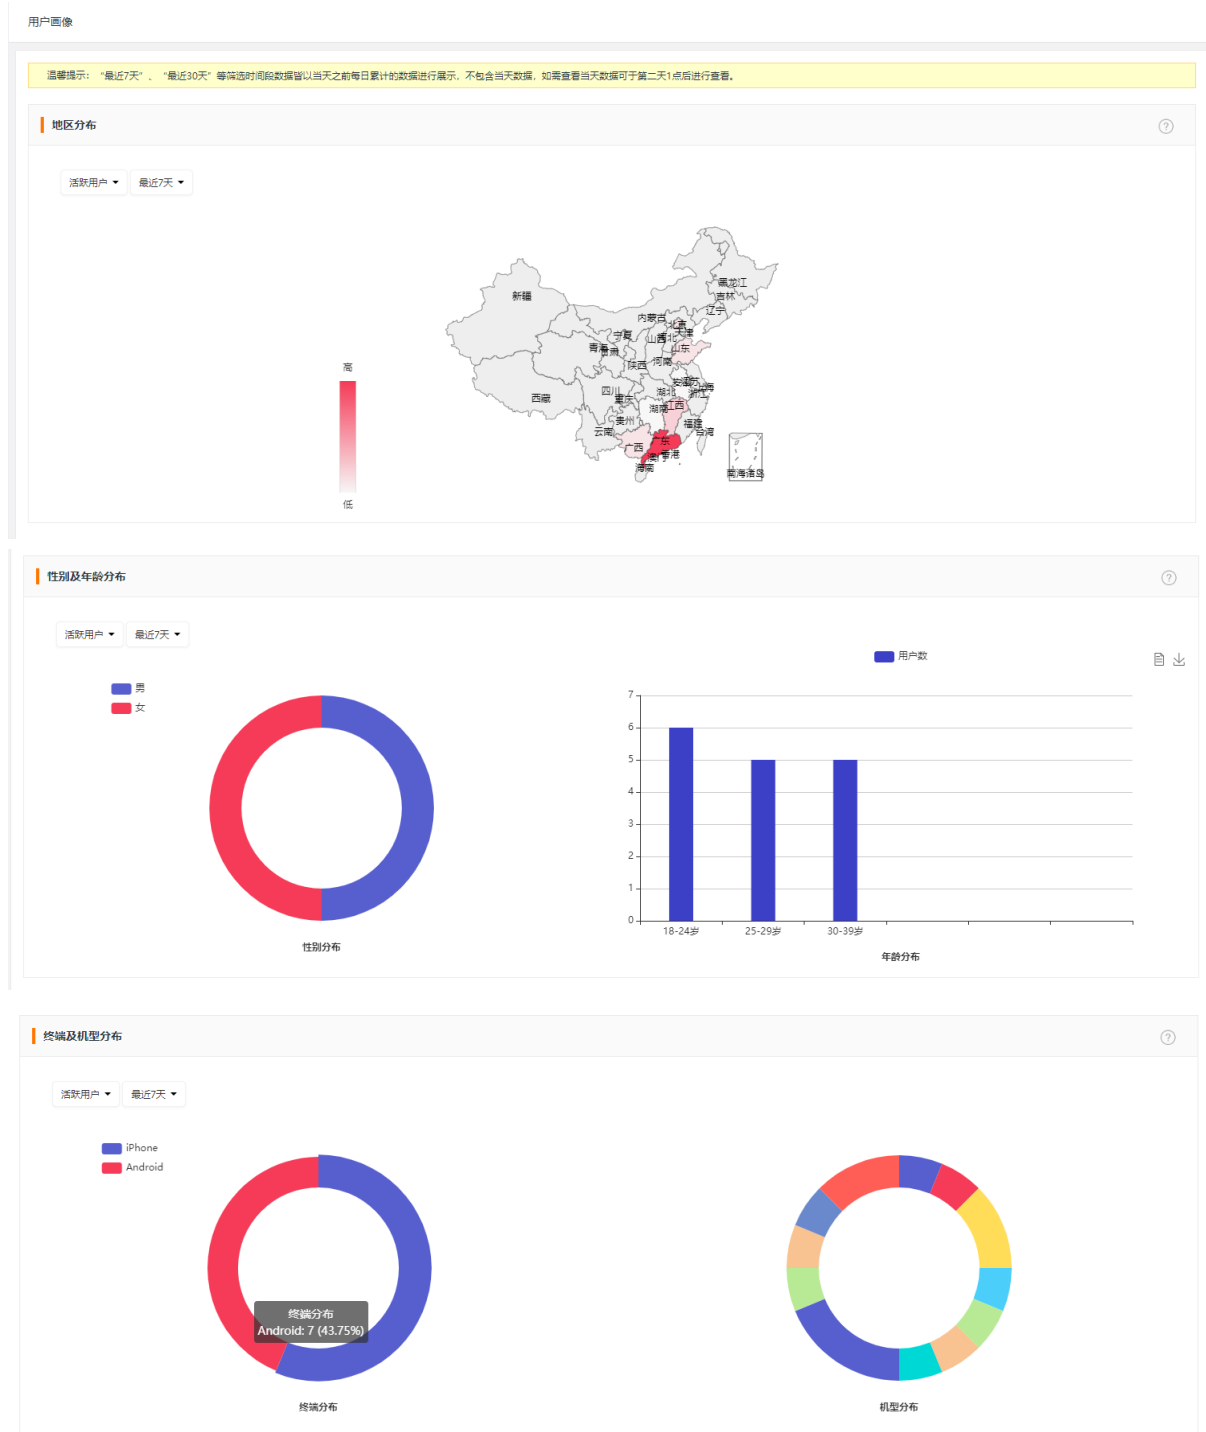 用户画像
温馨提示：“最近7天”、“最近30天”等筛选时间段数据皆以当天之前每日累计的数据进行展示，不包含当天数据，如需查看当天数据可于第二天1点后进行查看。
地区分布
活跃用户 最近7天
黑龙江
新疆
吉林
辽宁
内蒙古
北京
天津
宁夏
山西
河北
青海
甘肃
山东
陕西
河南
高
四川
重庆
湖北
安徽
江苏
上海
浙江
西藏
湖南
江西
贵州
福建
云南
台湾
广西
广东
香港
澳门
海南
南海诸岛
低
性别及年龄分布
活跃用户 最近7天
男
女
用户数
7
6
5
4
3
2
1
0
18-24岁 25-29岁 30-39岁
性别分布
年龄分布
终端及机型分布
活跃用户 最近7天
iPhone
Android
终端分布
Android: 7 (43.75%)
终端分布
机型分布